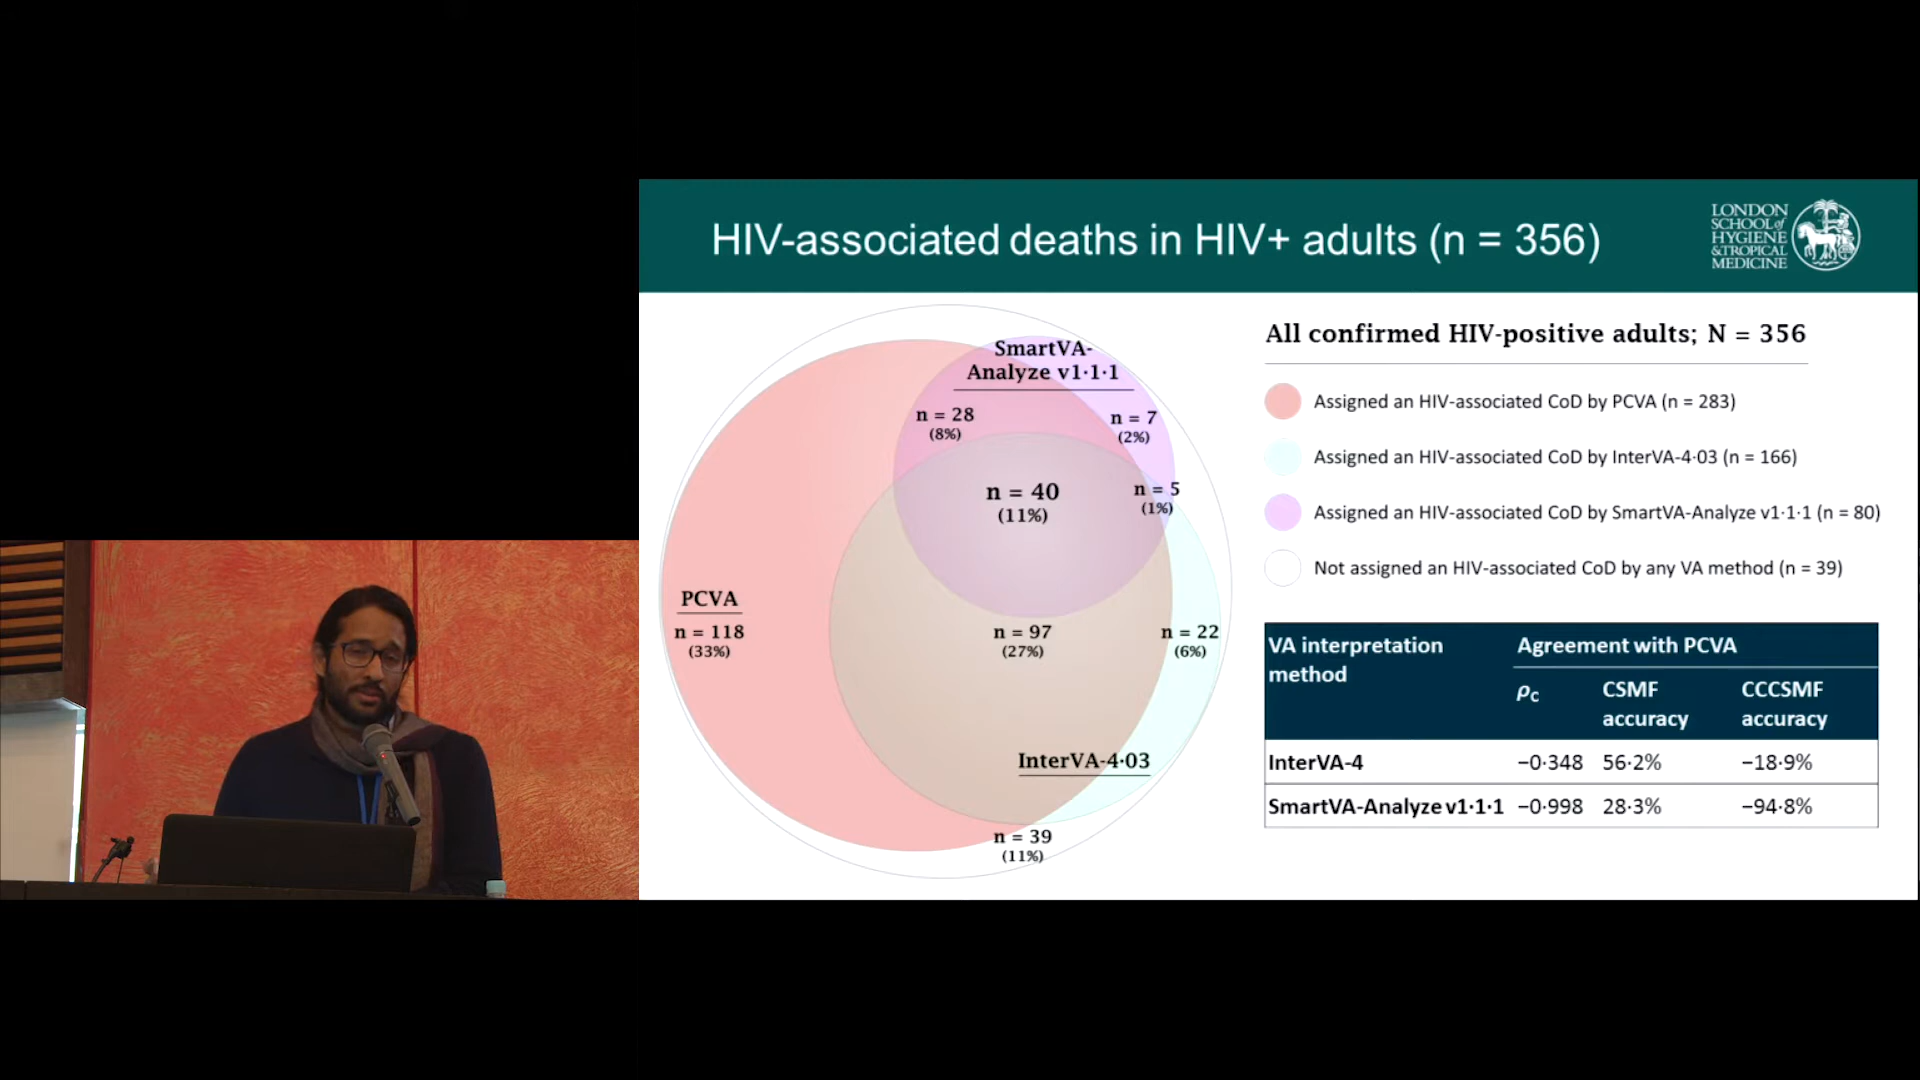 HIV-associated deaths in HIV+ adults (n = 356)
LONDON
SCHOOL of
HYGIENE
& TROPICAL
MEDICINE
SmartVA-
Analyze v1·1·1
n = 28
(8%)
n = 7
(2%)
n = 40
(11%)
n = 5
(1%)
PCVA
n = 118
(33%)
n = 97
(27%)
n = 22
(6%)
InterVA-4·03
n = 39
(11%)
All confirmed HIV-positive adults; N = 356
Assigned an HIV-associated CoD by PCVA (n = 283)
Assigned an HIV-associated CoD by InterVA-4·03 (n = 166)
Assigned an HIV-associated CoD by SmartVA-Analyze v1·1·1 (n = 80)
Not assigned an HIV-associated CoD by any VA method (n = 39)
VA interpretation method Agreement with PCVA
ρc CSMF accuracy CCCSMF accuracy
InterVA-4 −0·348 56·2% −18·9%
SmartVA-Analyze v1·1·1 −0·998 28·3% −94·8%